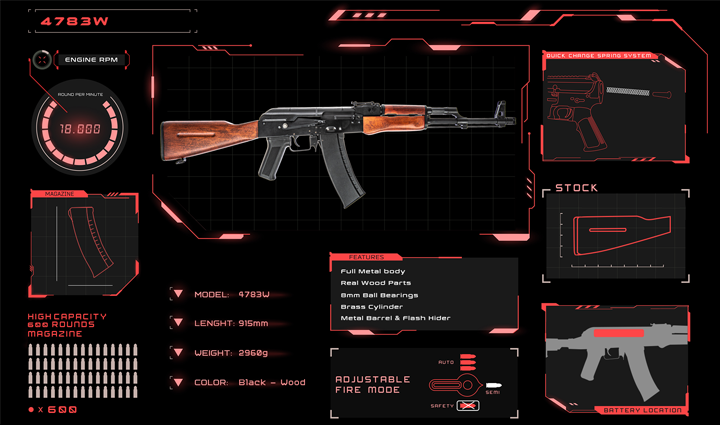 4783W
ENGINE RPM
ROUND PER MINUTE
18.000
MAGAZINE
HIGHCAPACITY
600 ROUNDS
MAGAZINE
x 600
MODEL: 4783W
LENGHT: 915mm
WEIGHT: 2960g
COLOR: Black - Wood
FEATURES
Full Metal body
Real Wood Parts
8mm Ball Bearings
Brass Cylinder
Metal Barrel & Flash Hider
ADJUSTABLE
FIRE MODE
AUTO
SEMI
SAFETY
QUICK CHANGE SPRING SYSTEM
STOCK
BATTERY LOCATION